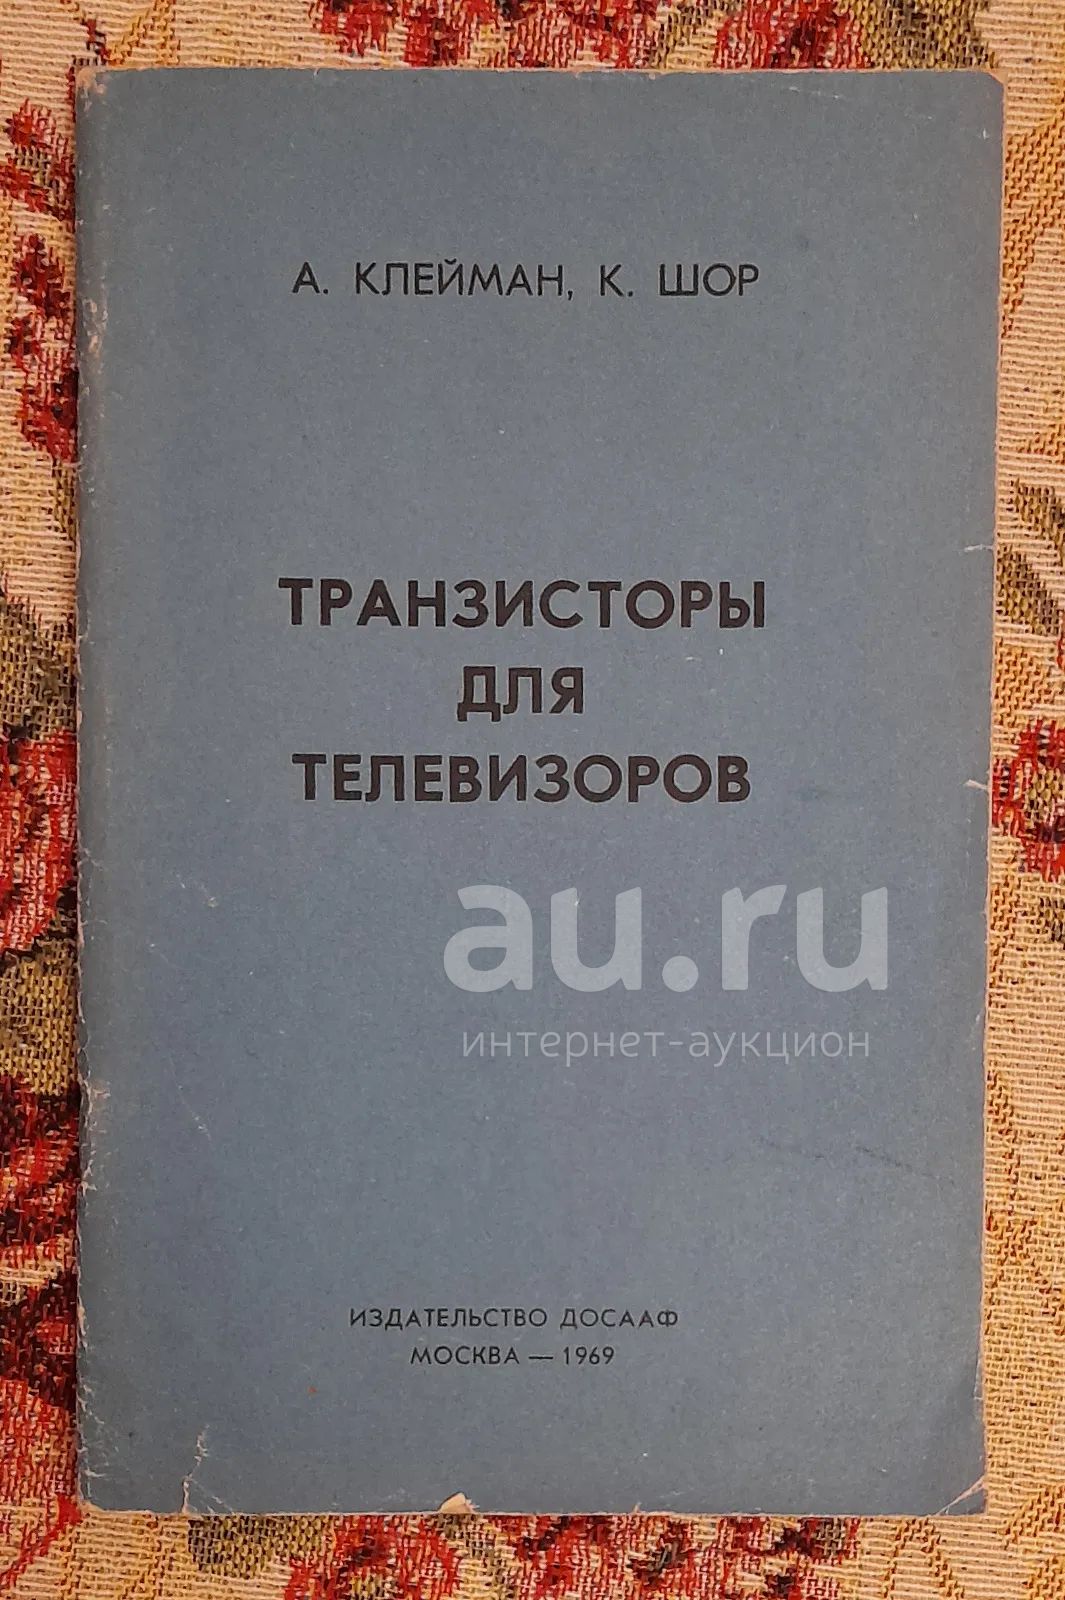 А. КЛЕЙМАН, К. ШОР
ТРАНЗИСТОРЫ
ДЛЯ
ТЕЛЕВИЗОРОВ
au.ru
интернет-аукцион
ИЗДАТЕЛЬСТВО ДОСААФ
МОСКВА — 1969